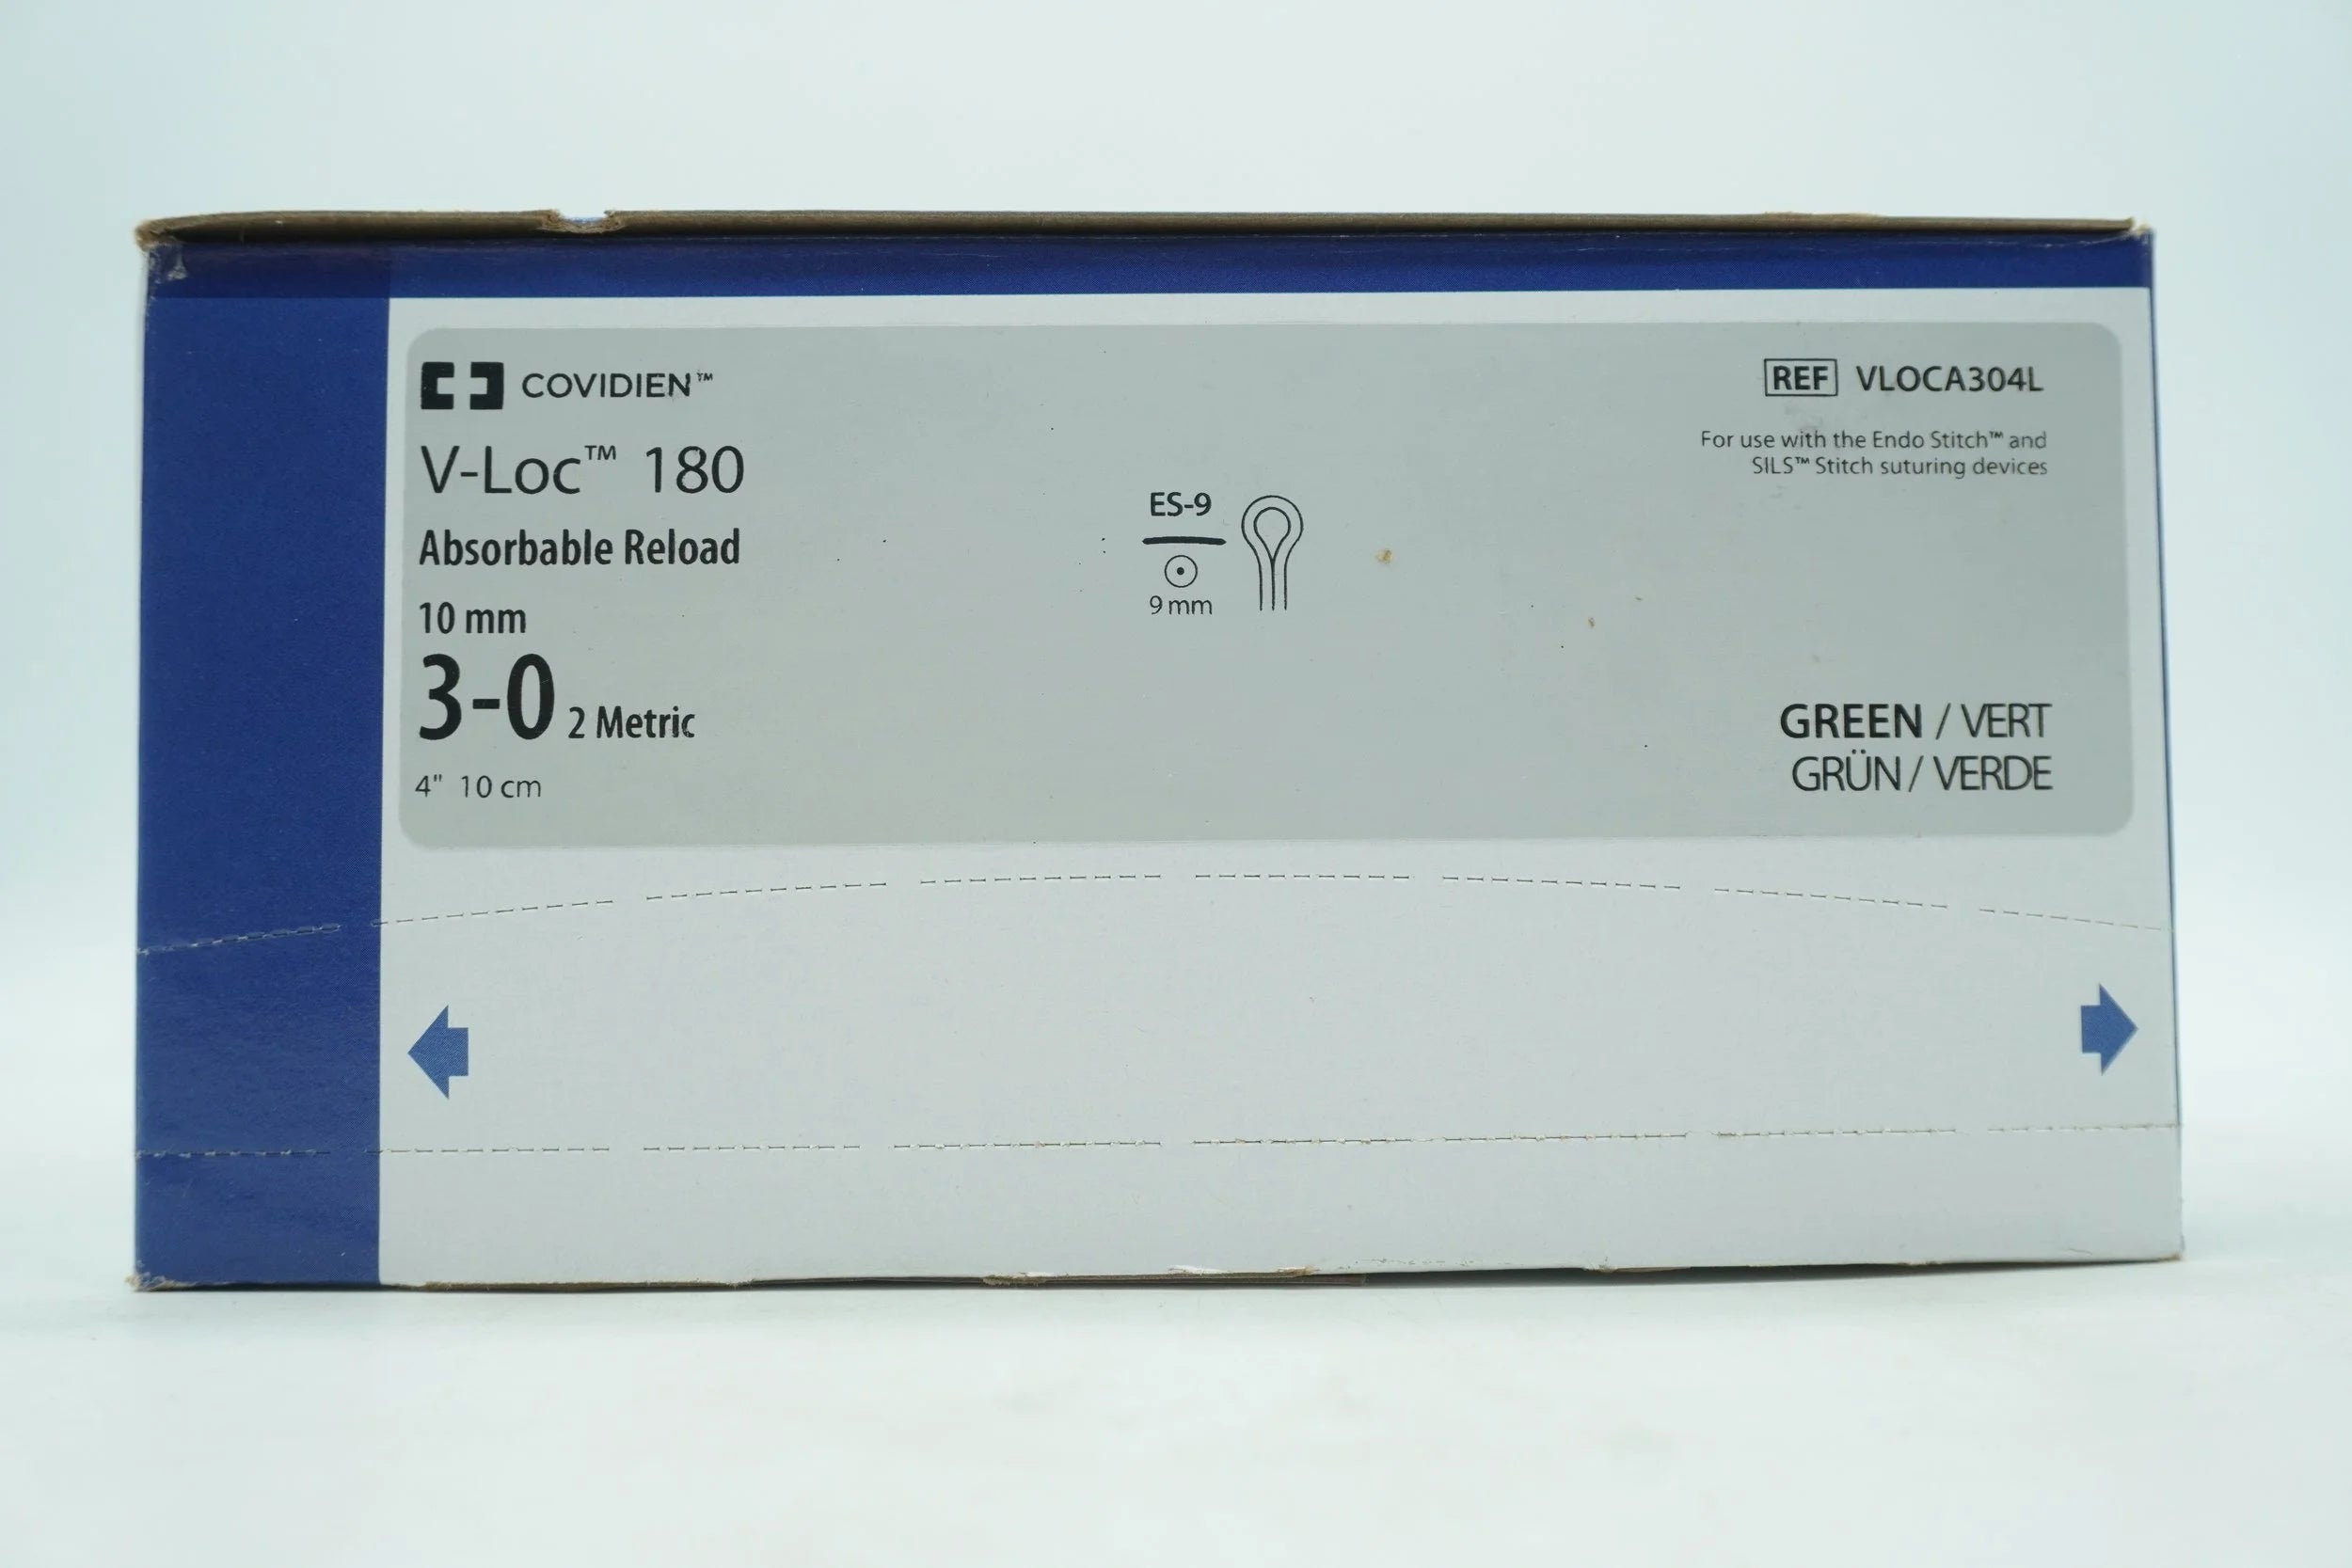 COVIDIEN™
V-Loc™ 180
Absorbable Reload
10 mm
3-0 2 Metric
4" 10 cm
ES-9
9 mm
REF VLOCA304L
For use with the Endo Stitch™ and
SILS™ Stitch suturing devices
GREEN / VERT
GRÜN / VERDE